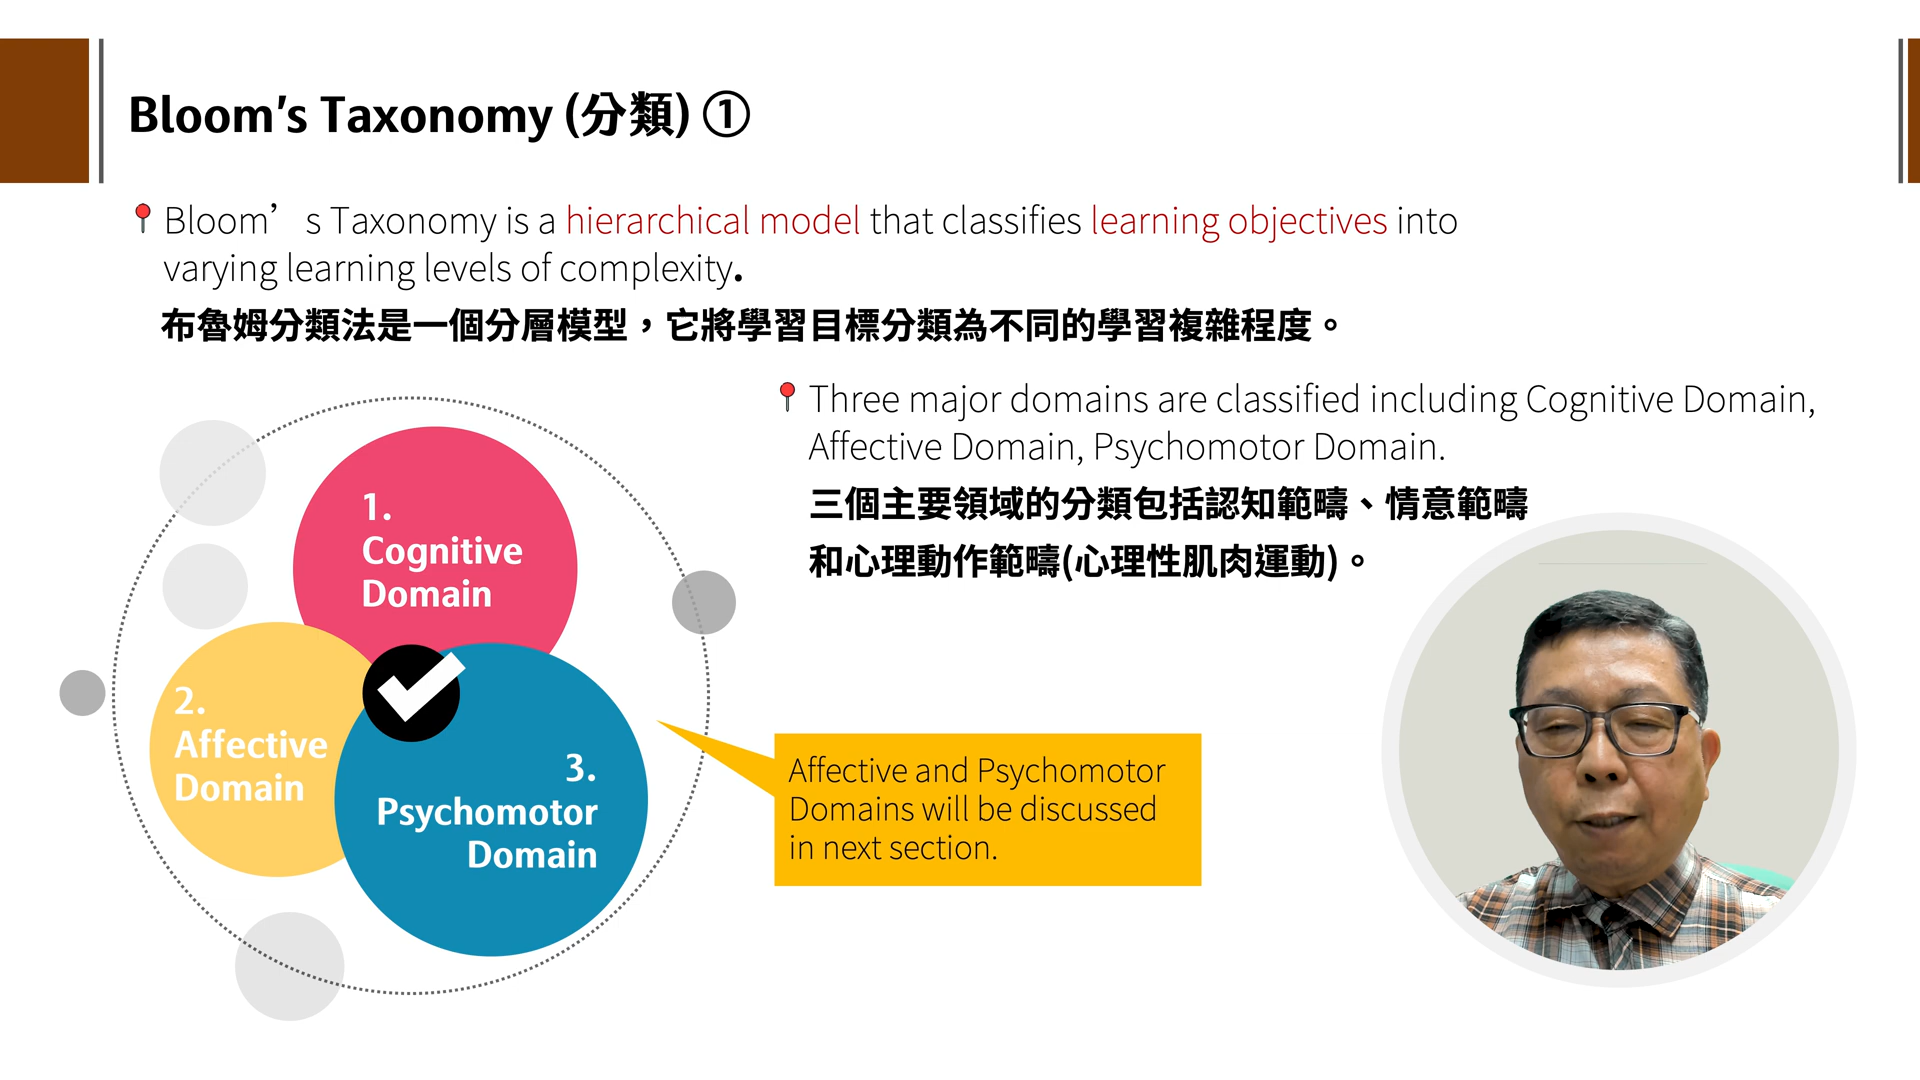 Bloom's Taxonomy (分類) ①
Bloom’s Taxonomy is a hierarchical model that classifies learning objectives into
varying learning levels of complexity.
布魯姆分類法是一個分層模型，它將學習目標分類為不同的學習複雜程度。
Three major domains are classified including Cognitive Domain,
Affective Domain, Psychomotor Domain.
三個主要領域的分類包括認知範疇、情意範疇
和心理動作範疇(心理性肌肉運動)。
1.
Cognitive
Domain
2.
Affective
Domain
3.
Psychomotor
Domain
Affective and Psychomotor
Domains will be discussed
in next section.